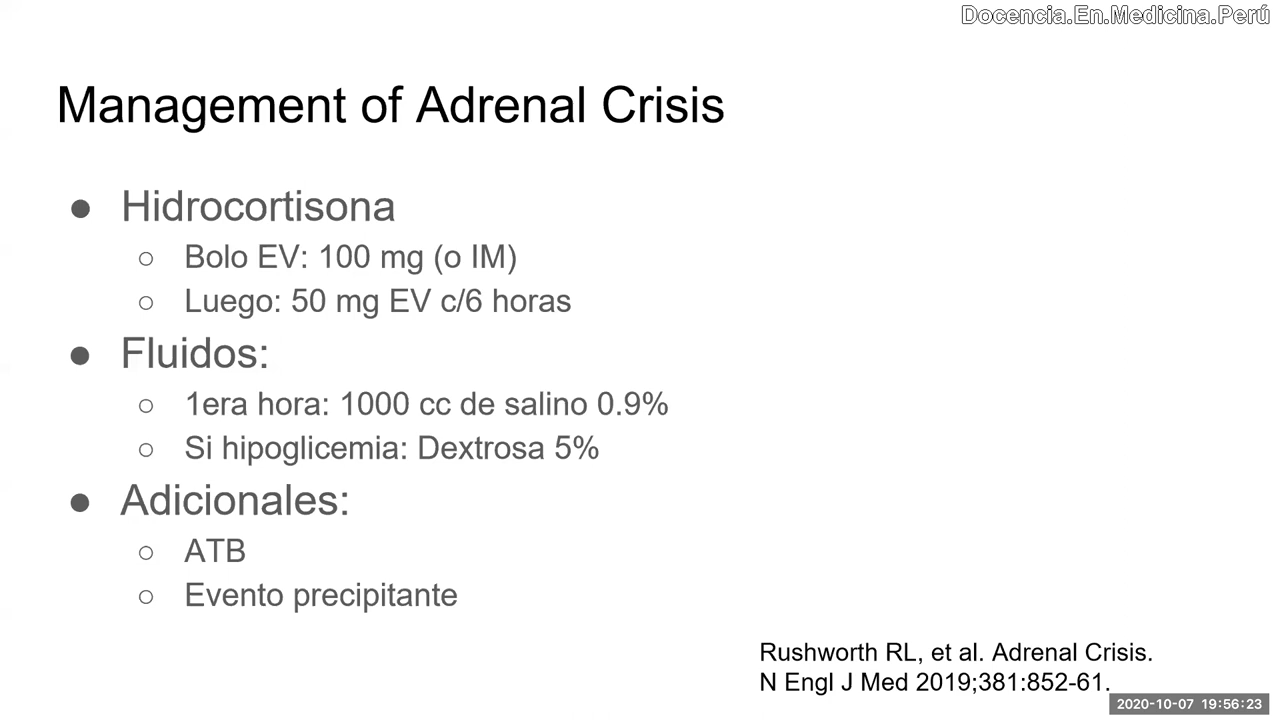 Docencia.En.Medicina.Perú
Management of Adrenal Crisis
● Hidrocortisona
○ Bolo EV: 100 mg (o IM)
○ Luego: 50 mg EV c/6 horas
● Fluidos:
○ 1era hora: 1000 cc de salino 0.9%
○ Si hipoglicemia: Dextrosa 5%
● Adicionales:
○ ATB
○ Evento precipitante
Rushworth RL, et al. Adrenal Crisis.
N Engl J Med 2019;381:852-61.
2020-10-07 19:56:23